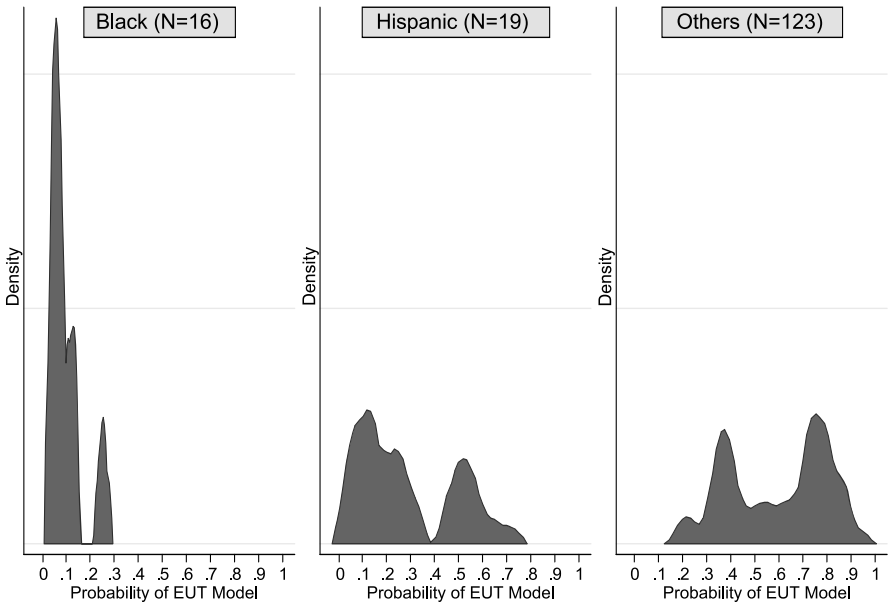 Black (N=16)
Hispanic (N=19)
Others (N=123)
Density
Density
Density
0 .1 .2 .3 .4 .5 .6 .7 .8 .9 1
0 .1 .2 .3 .4 .5 .6 .7 .8 .9 1
0 .1 .2 .3 .4 .5 .6 .7 .8 .9 1
Probability of EUT Model
Probability of EUT Model
Probability of EUT Model